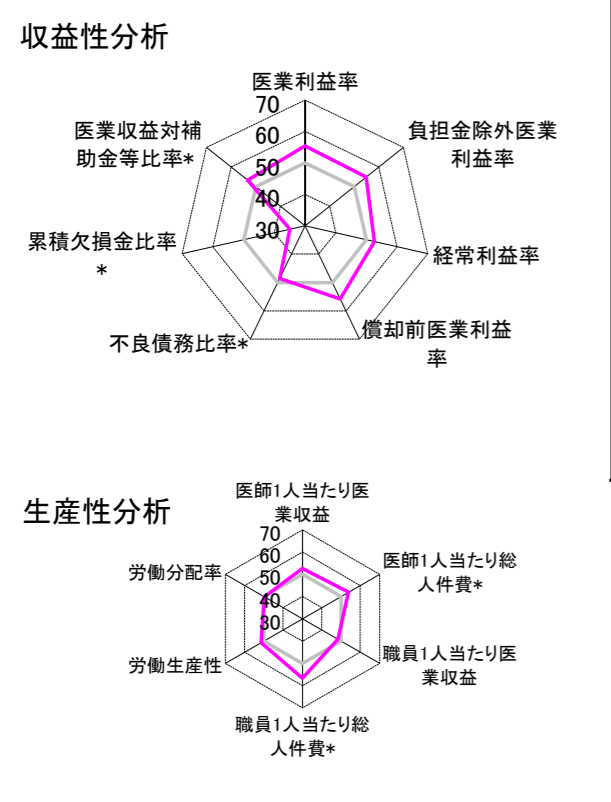 収益性分析
医業利益率
70
60
50
40
30
負担金除外医業
利益率
経常利益率
償却前医業利益
率
不良債務比率*
累積欠損金比率
*
医業収益対補
助金等比率*
生産性分析
医師1人当たり医
業収益
70
60
50
40
30
医師1人当たり総
人件費*
職員1人当たり医
業収益
職員1人当たり総
人件費*
労働生産性
労働分配率